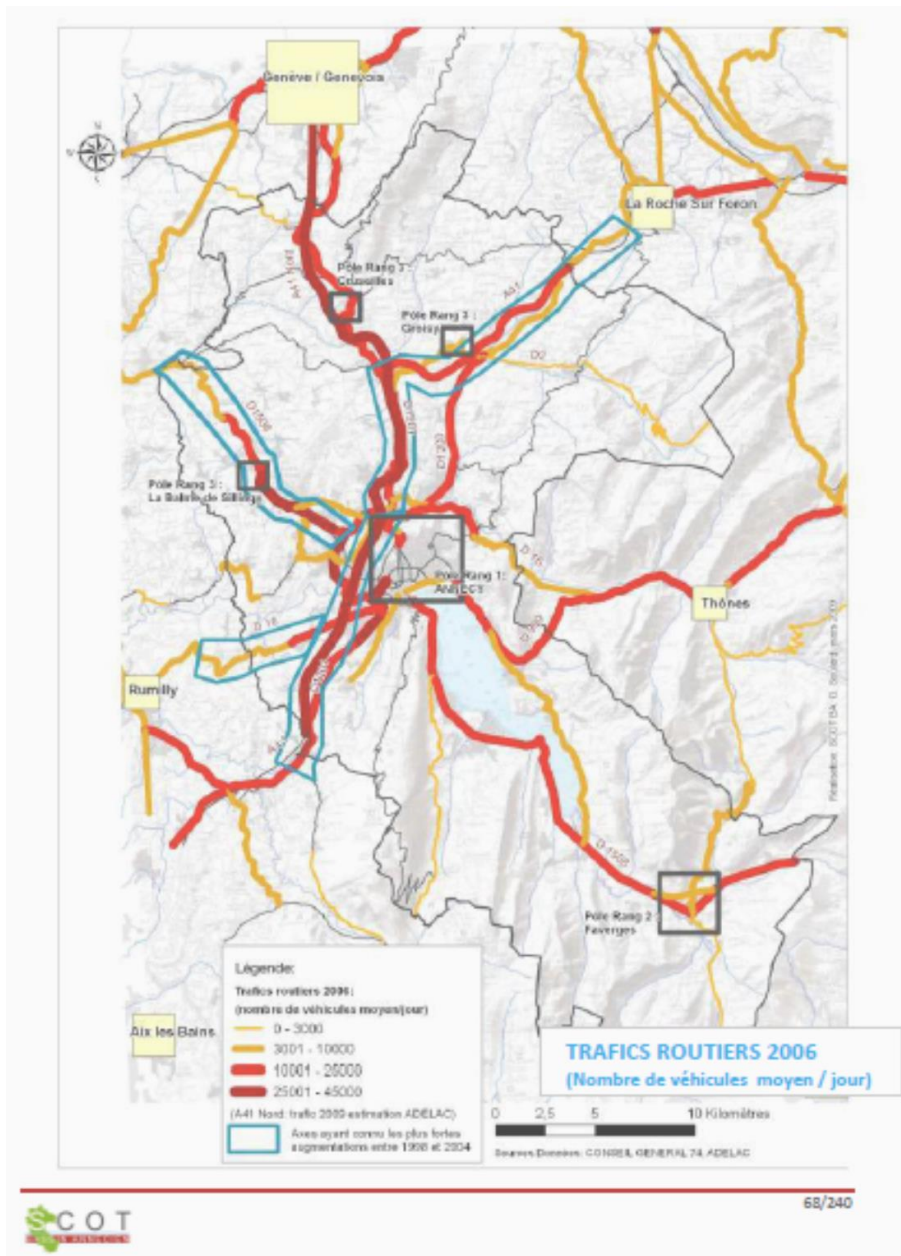 Genève / Genevois
La Roche Sur Foron
A41 Nord
Pôle Rang 3 :
Cruseilles
A41
Pôle Rang 3 :
Groisy
D2
D1508
D1201
D1203
Pôle Rang 3 :
La Balme de Sillingy
Pôle Rang 1:
ANNECY
D 16
Thônes
D 16
Rumilly
D 1508
Pôle Rang 2 :
Faverges
Aix les Bains
Légende:
Trafics routiers 2006:
(nombre de véhicules moyen/jour)
0 - 3000
3001 - 10000
10001 - 25000
25001 - 45000
(A41 Nord: trafic 2009 estimation ADELAC)
Axes ayant connu les plus fortes
augmentations entre 1998 et 2004
TRAFICS ROUTIERS 2006
(Nombre de véhicules moyen / jour)
0 2,5 5 10 Kilomètres
Sources Données: CONSEIL GENERAL 74, ADELAC
68/240
SCOT